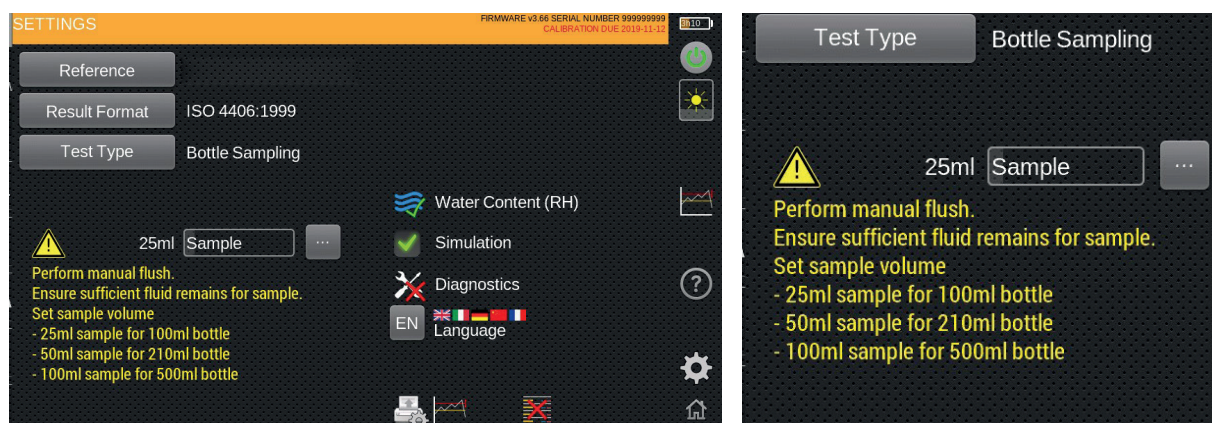 SETTINGS
FIRMWARE v3.66 SERIAL NUMBER 999999999
CALIBRATION DUE 2019-11-12
3h10
Reference
Result Format ISO 4406:1999
Test Type Bottle Sampling
Water Content (RH)
25ml Sample ...
Simulation
Perform manual flush.
Ensure sufficient fluid remains for sample.
Set sample volume
- 25ml sample for 100ml bottle
- 50ml sample for 210ml bottle
- 100ml sample for 500ml bottle
Diagnostics
?
EN Language
Test Type Bottle Sampling
25ml Sample ...
Perform manual flush.
Ensure sufficient fluid remains for sample.
Set sample volume
- 25ml sample for 100ml bottle
- 50ml sample for 210ml bottle
- 100ml sample for 500ml bottle